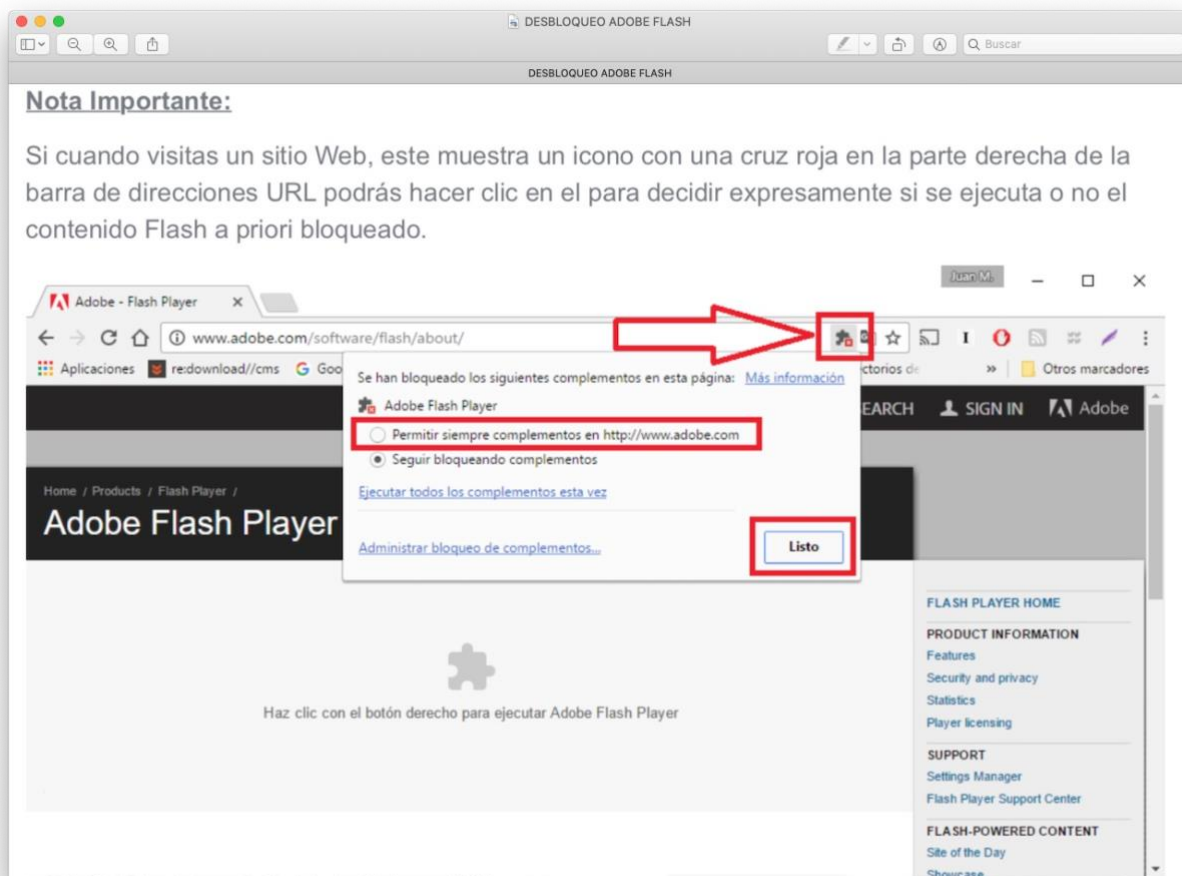 DESBLOQUEO ADOBE FLASH
Buscar
DESBLOQUEO ADOBE FLASH
Nota Importante:
Si cuando visitas un sitio Web, este muestra un icono con una cruz roja en la parte derecha de la
barra de direcciones URL podrás hacer clic en el para decidir expresamente si se ejecuta o no el
contenido Flash a priori bloqueado.
Juan M.
Adobe - Flash Player
www.adobe.com/software/flash/about/
Aplicaciones re:download//cms Goo ctorios de » Otros marcadores
Se han bloqueado los siguientes complementos en esta página: Más información
Adobe Flash Player
Permitir siempre complementos en http://www.adobe.com
Seguir bloqueando complementos
Ejecutar todos los complementos esta vez
Administrar bloqueo de complementos...
Listo
EARCH SIGN IN Adobe
Home / Products / Flash Player /
Adobe Flash Player
Haz clic con el botón derecho para ejecutar Adobe Flash Player
FLASH PLAYER HOME
PRODUCT INFORMATION
Features
Security and privacy
Statistics
Player licensing
SUPPORT
Settings Manager
Flash Player Support Center
FLASH-POWERED CONTENT
Site of the Day
Showcase